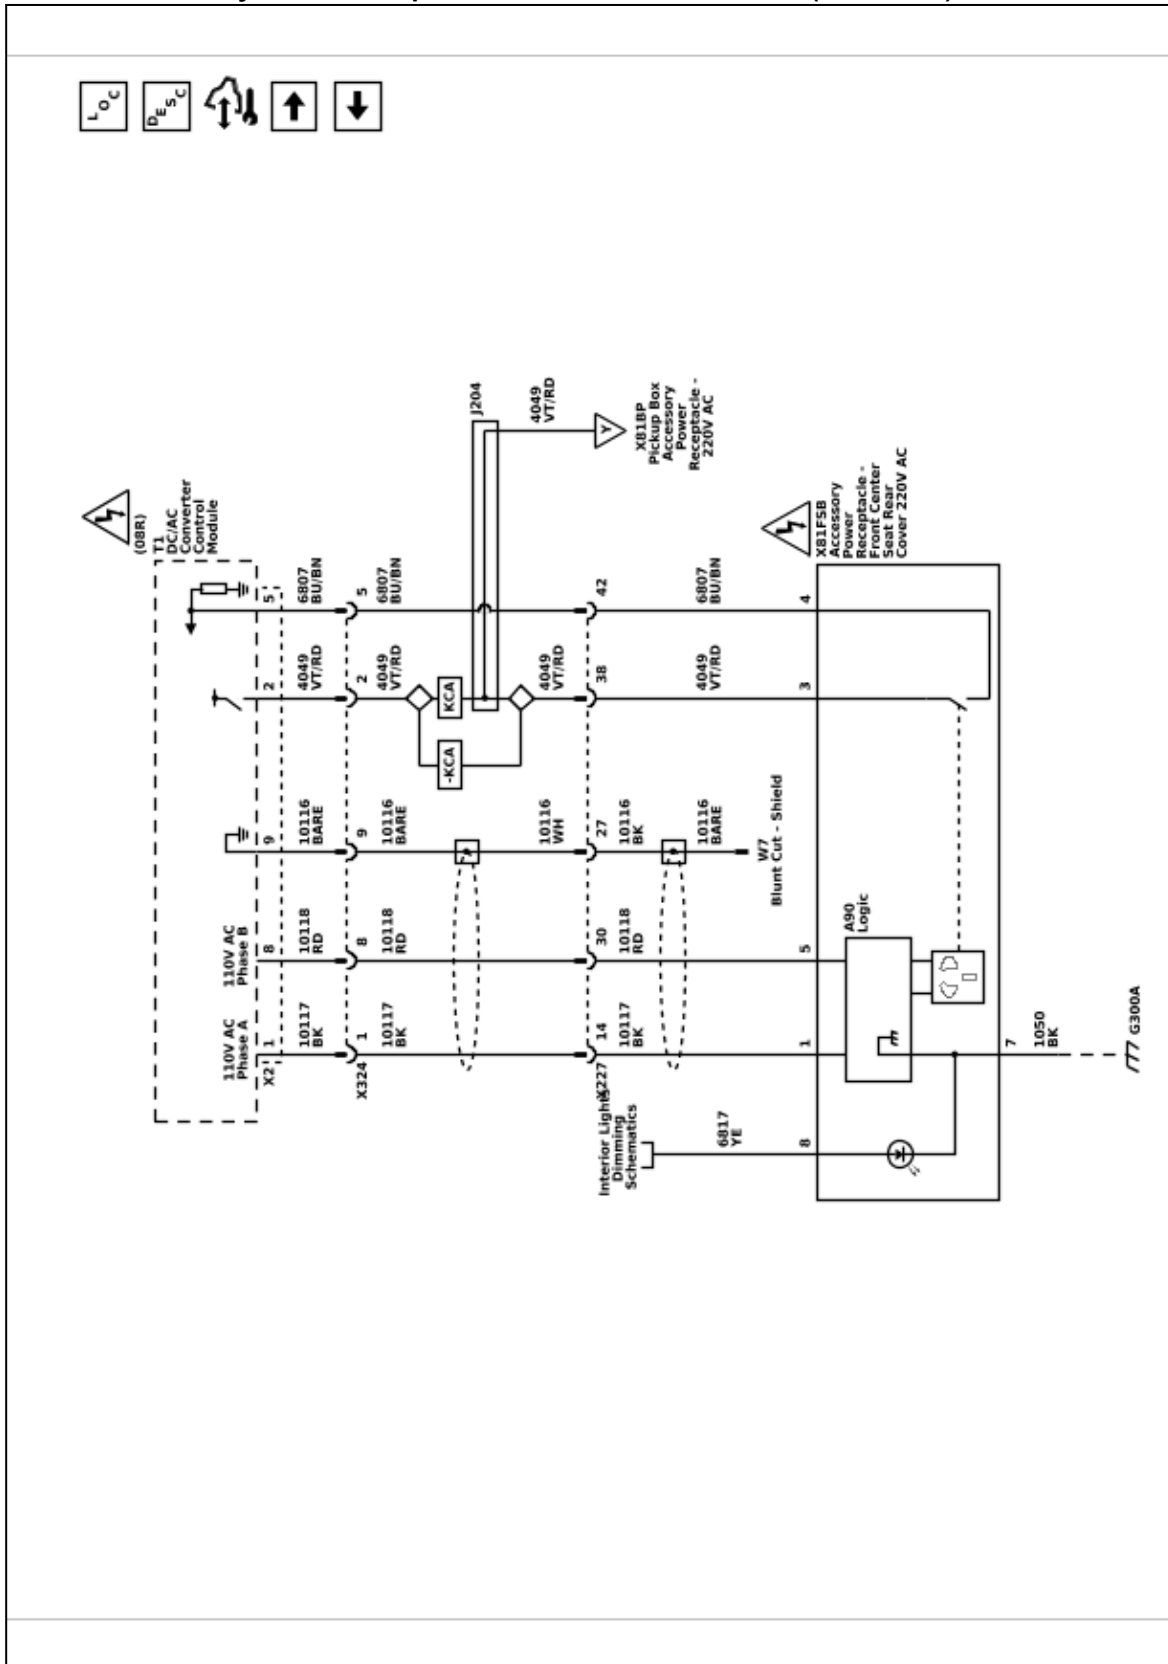 LOC
DESC
J204
4049
VT/RD
Y
X81BP
Pickup Box
Accessory
Power
Receptacle -
220V AC
(08R)
T1
DC/AC
Converter
Control
Module
X81FSB
Accessory
Power
Receptacle -
Front Center
Seat Rear
Cover 220V AC
5
6807
BU/BN
5
6807
BU/BN
42
6807
BU/BN
4
2
4049
VT/RD
2
4049
VT/RD
KCA
-KCA
4049
VT/RD
38
4049
VT/RD
3
9
10116
BARE
9
10116
BARE
10116
WH
27
10116
BK
10116
BARE
W7
Blunt Cut - Shield
110V AC
Phase B
8
10118
RD
8
10118
RD
30
10118
RD
5
A90
Logic
110V AC
Phase A
1
X2
10117
BK
1
X324
10117
BK
14
X227
10117
BK
1
7
1050
BK
G300A
Interior Lights
Dimming
Schematics
6817
YE
8